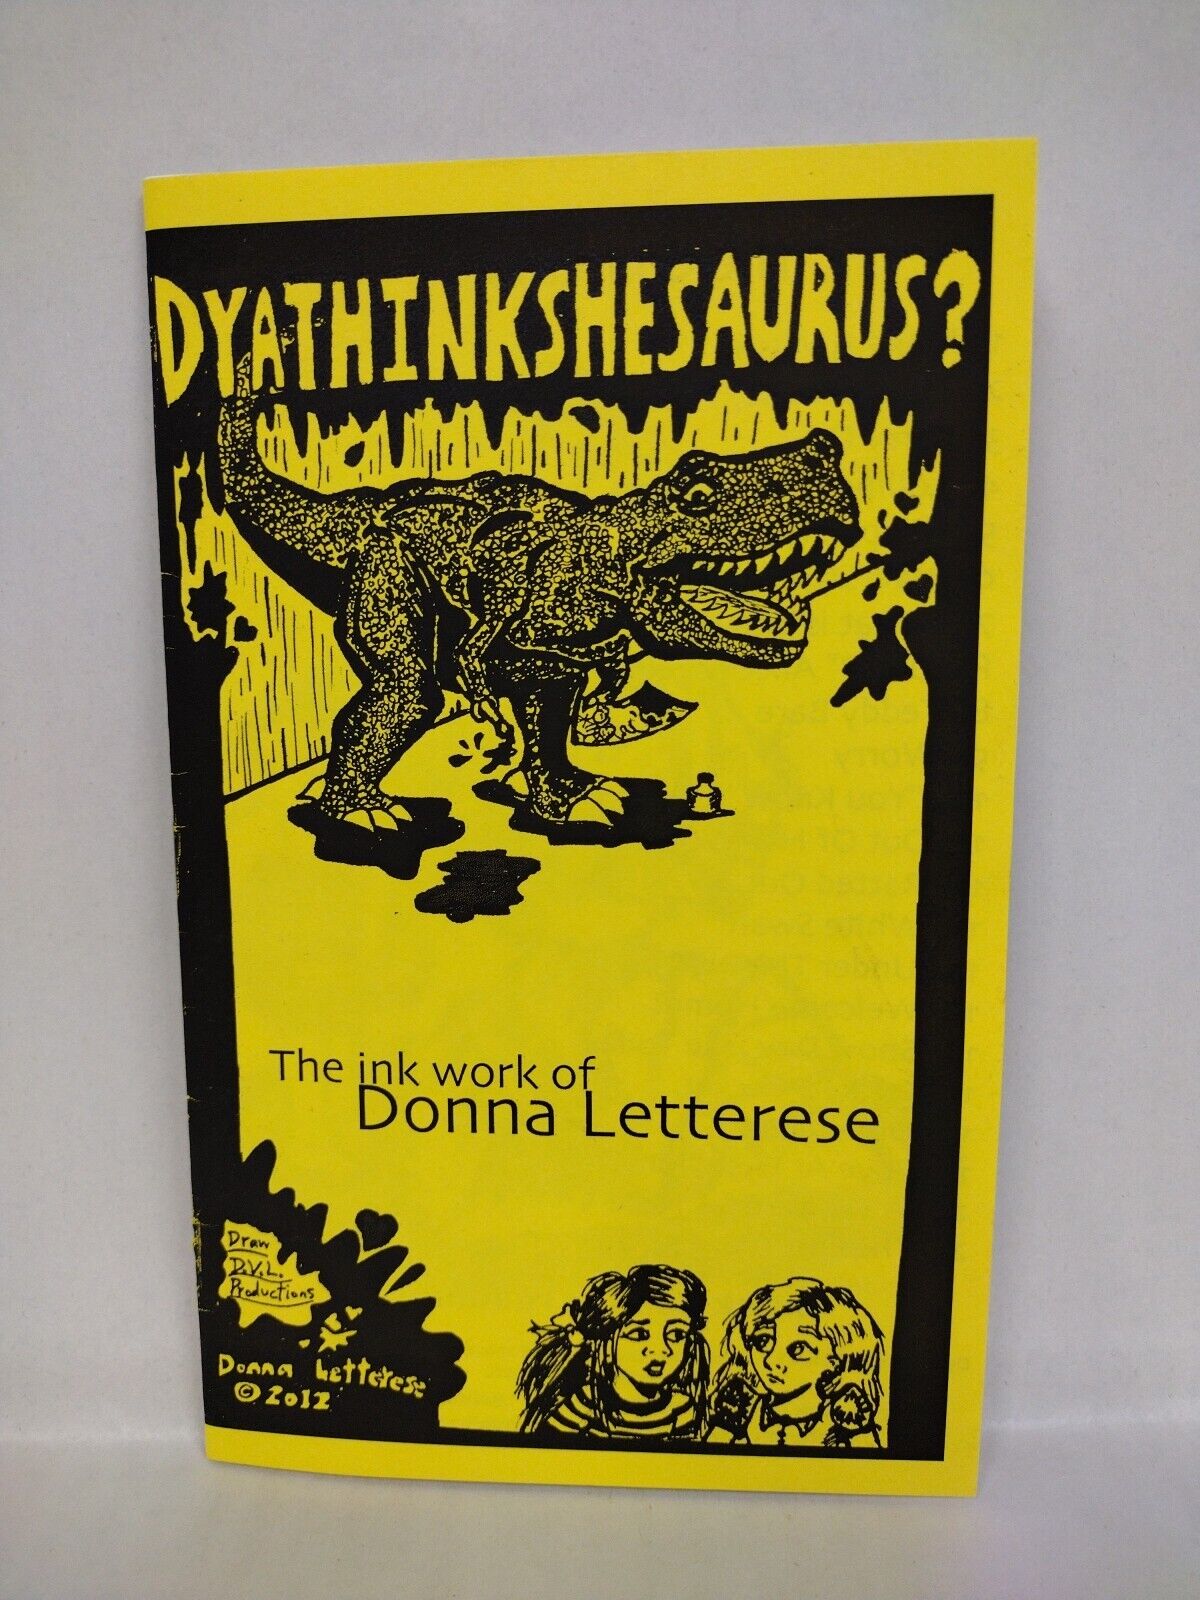 DYATHINKSHESAURUS?
The ink work of
Donna Letterese
Draw
D.V.L.
Productions
Donna Letterese
© 2012